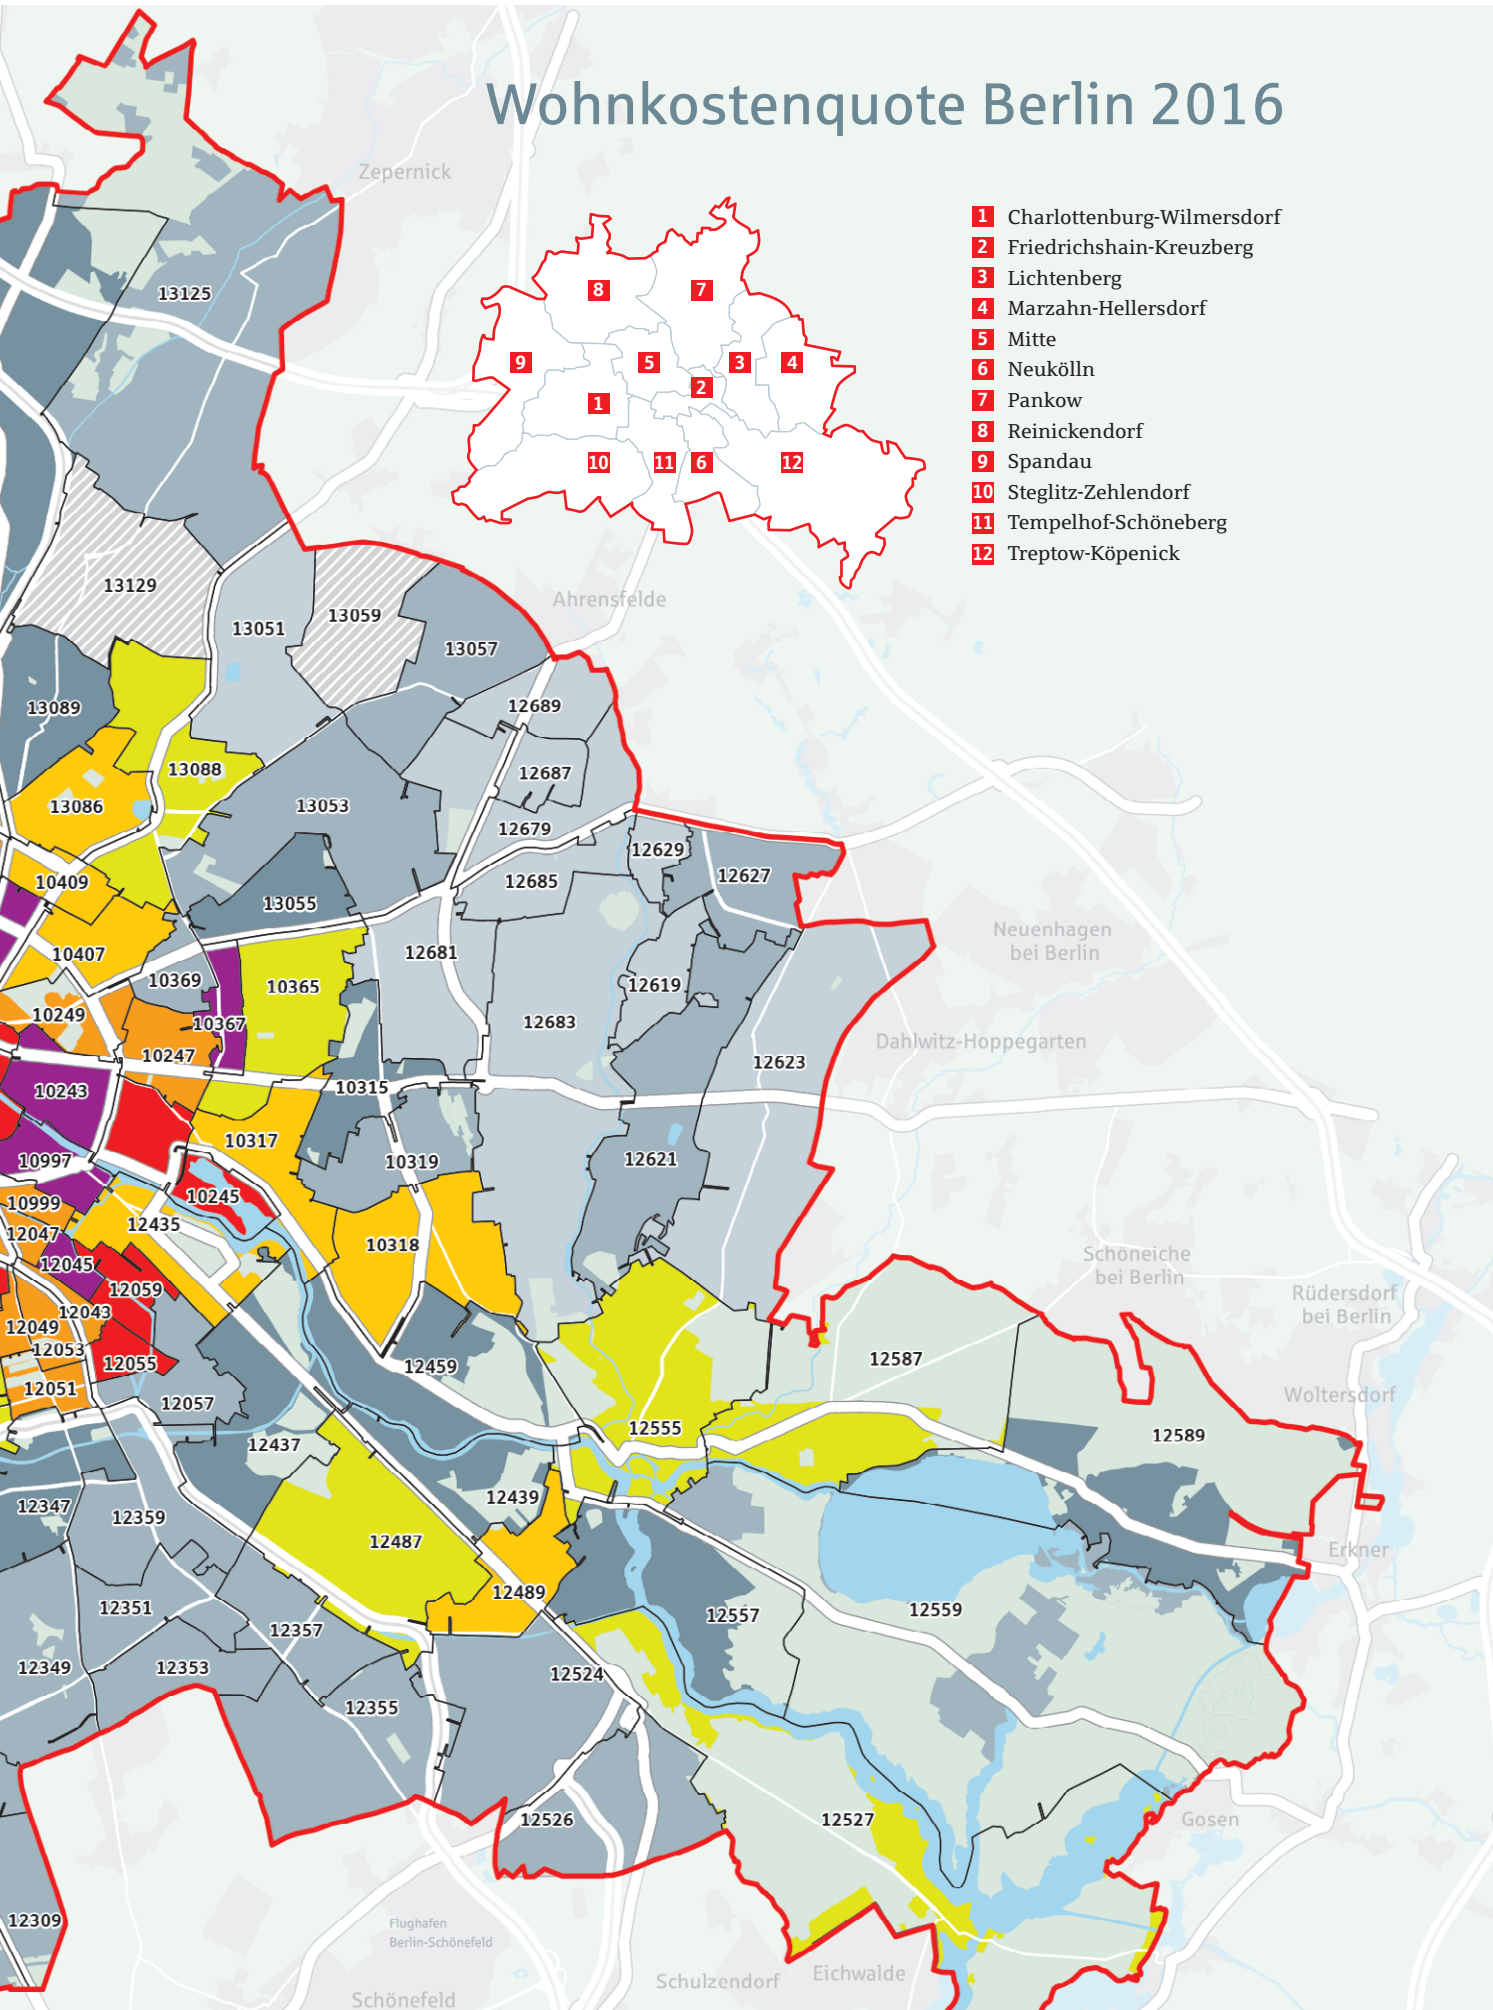 Wohnkostenquote Berlin 2016
Zepernick
1 Charlottenburg-Wilmersdorf
2 Friedrichshain-Kreuzberg
3 Lichtenberg
4 Marzahn-Hellersdorf
5 Mitte
6 Neukölln
7 Pankow
8 Reinickendorf
9 Spandau
10 Steglitz-Zehlendorf
11 Tempelhof-Schöneberg
12 Treptow-Köpenick
8
7
9
5
3
4
2
1
10
11
6
12
13125
13129
Ahrensfelde
13059
13051
13057
13089
12689
13088
12687
13086
13053
12679
12629
10409
12685
12627
13055
Neuenhagen
bei Berlin
10407
12681
10369
10365
12619
10249
10367
12683
Dahlwitz-Hoppegarten
10247
12623
10243
10315
10317
10997
10319
12621
10999
10245
12435
12047
10318
12045
Schöneiche
bei Berlin
12059
Rüdersdorf
bei Berlin
12043
12049
12053
12055
12459
12587
12051
12057
Woltersdorf
12555
12437
12589
12347
12359
12439
12487
Erkner
12489
12351
12357
12557
12559
12349
12353
12524
12355
12526
12527
Gosen
12309
Flughafen
Berlin-Schönefeld
Schulzendorf
Eichwalde
Schönefeld